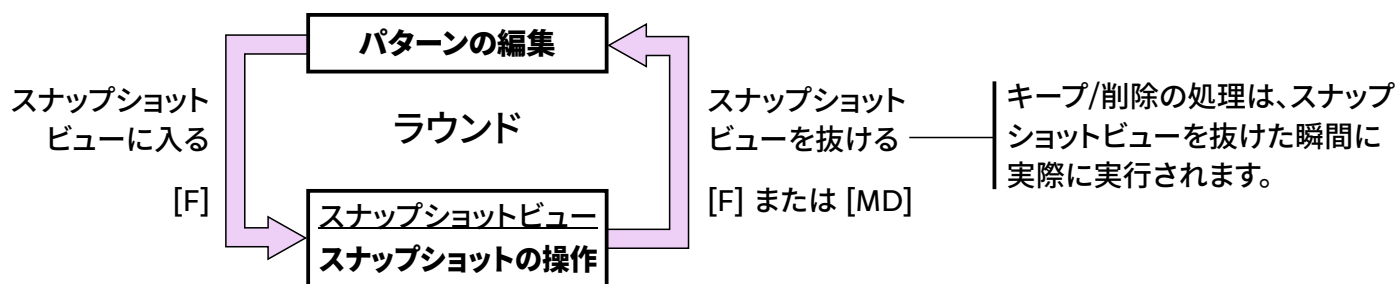 パターンの編集
スナップショット
ビューに入る
[F]
ラウンド
スナップショット
ビューを抜ける
[F] または [MD]
キープ/削除の処理は、スナップ
ショットビューを抜けた瞬間に
実際に実行されます。
スナップショットビュー
スナップショットの操作